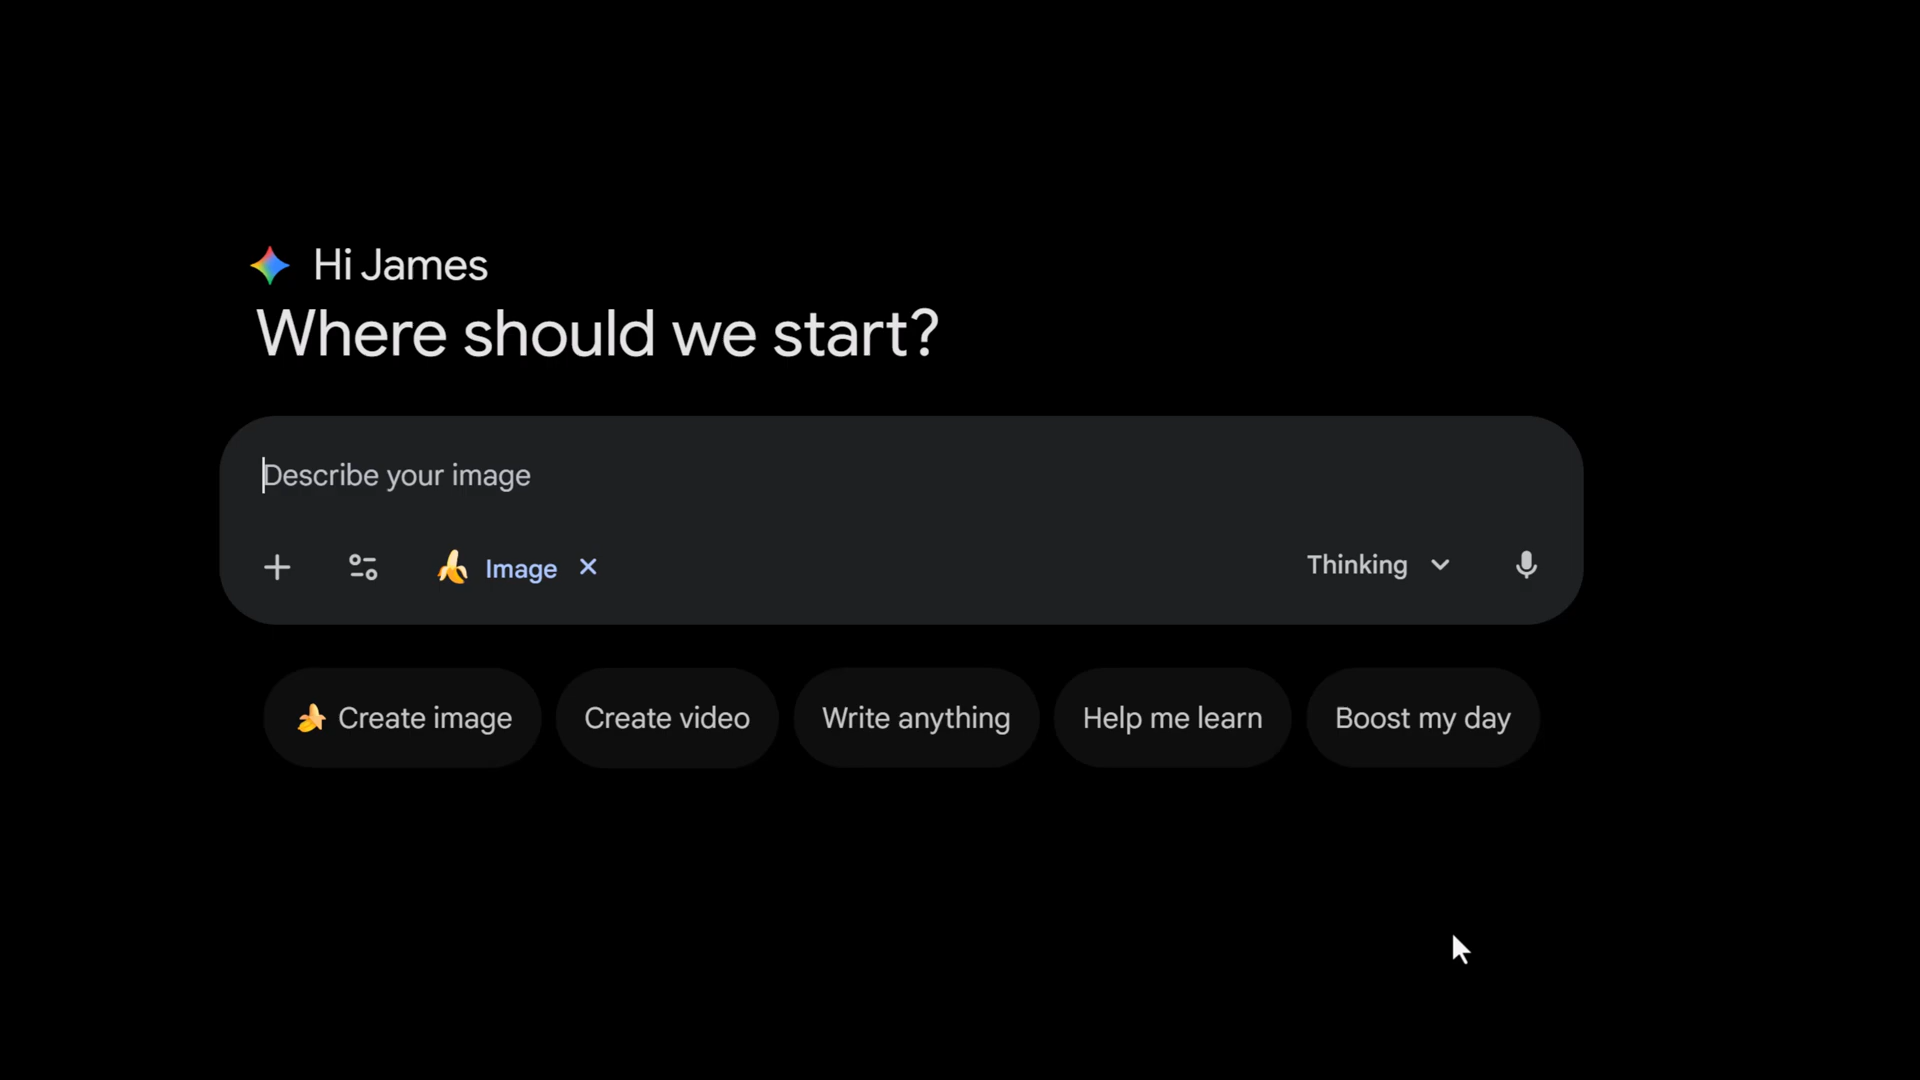 Hi James
Where should we start?
Describe your image
Image
Thinking
Create image
Create video
Write anything
Help me learn
Boost my day